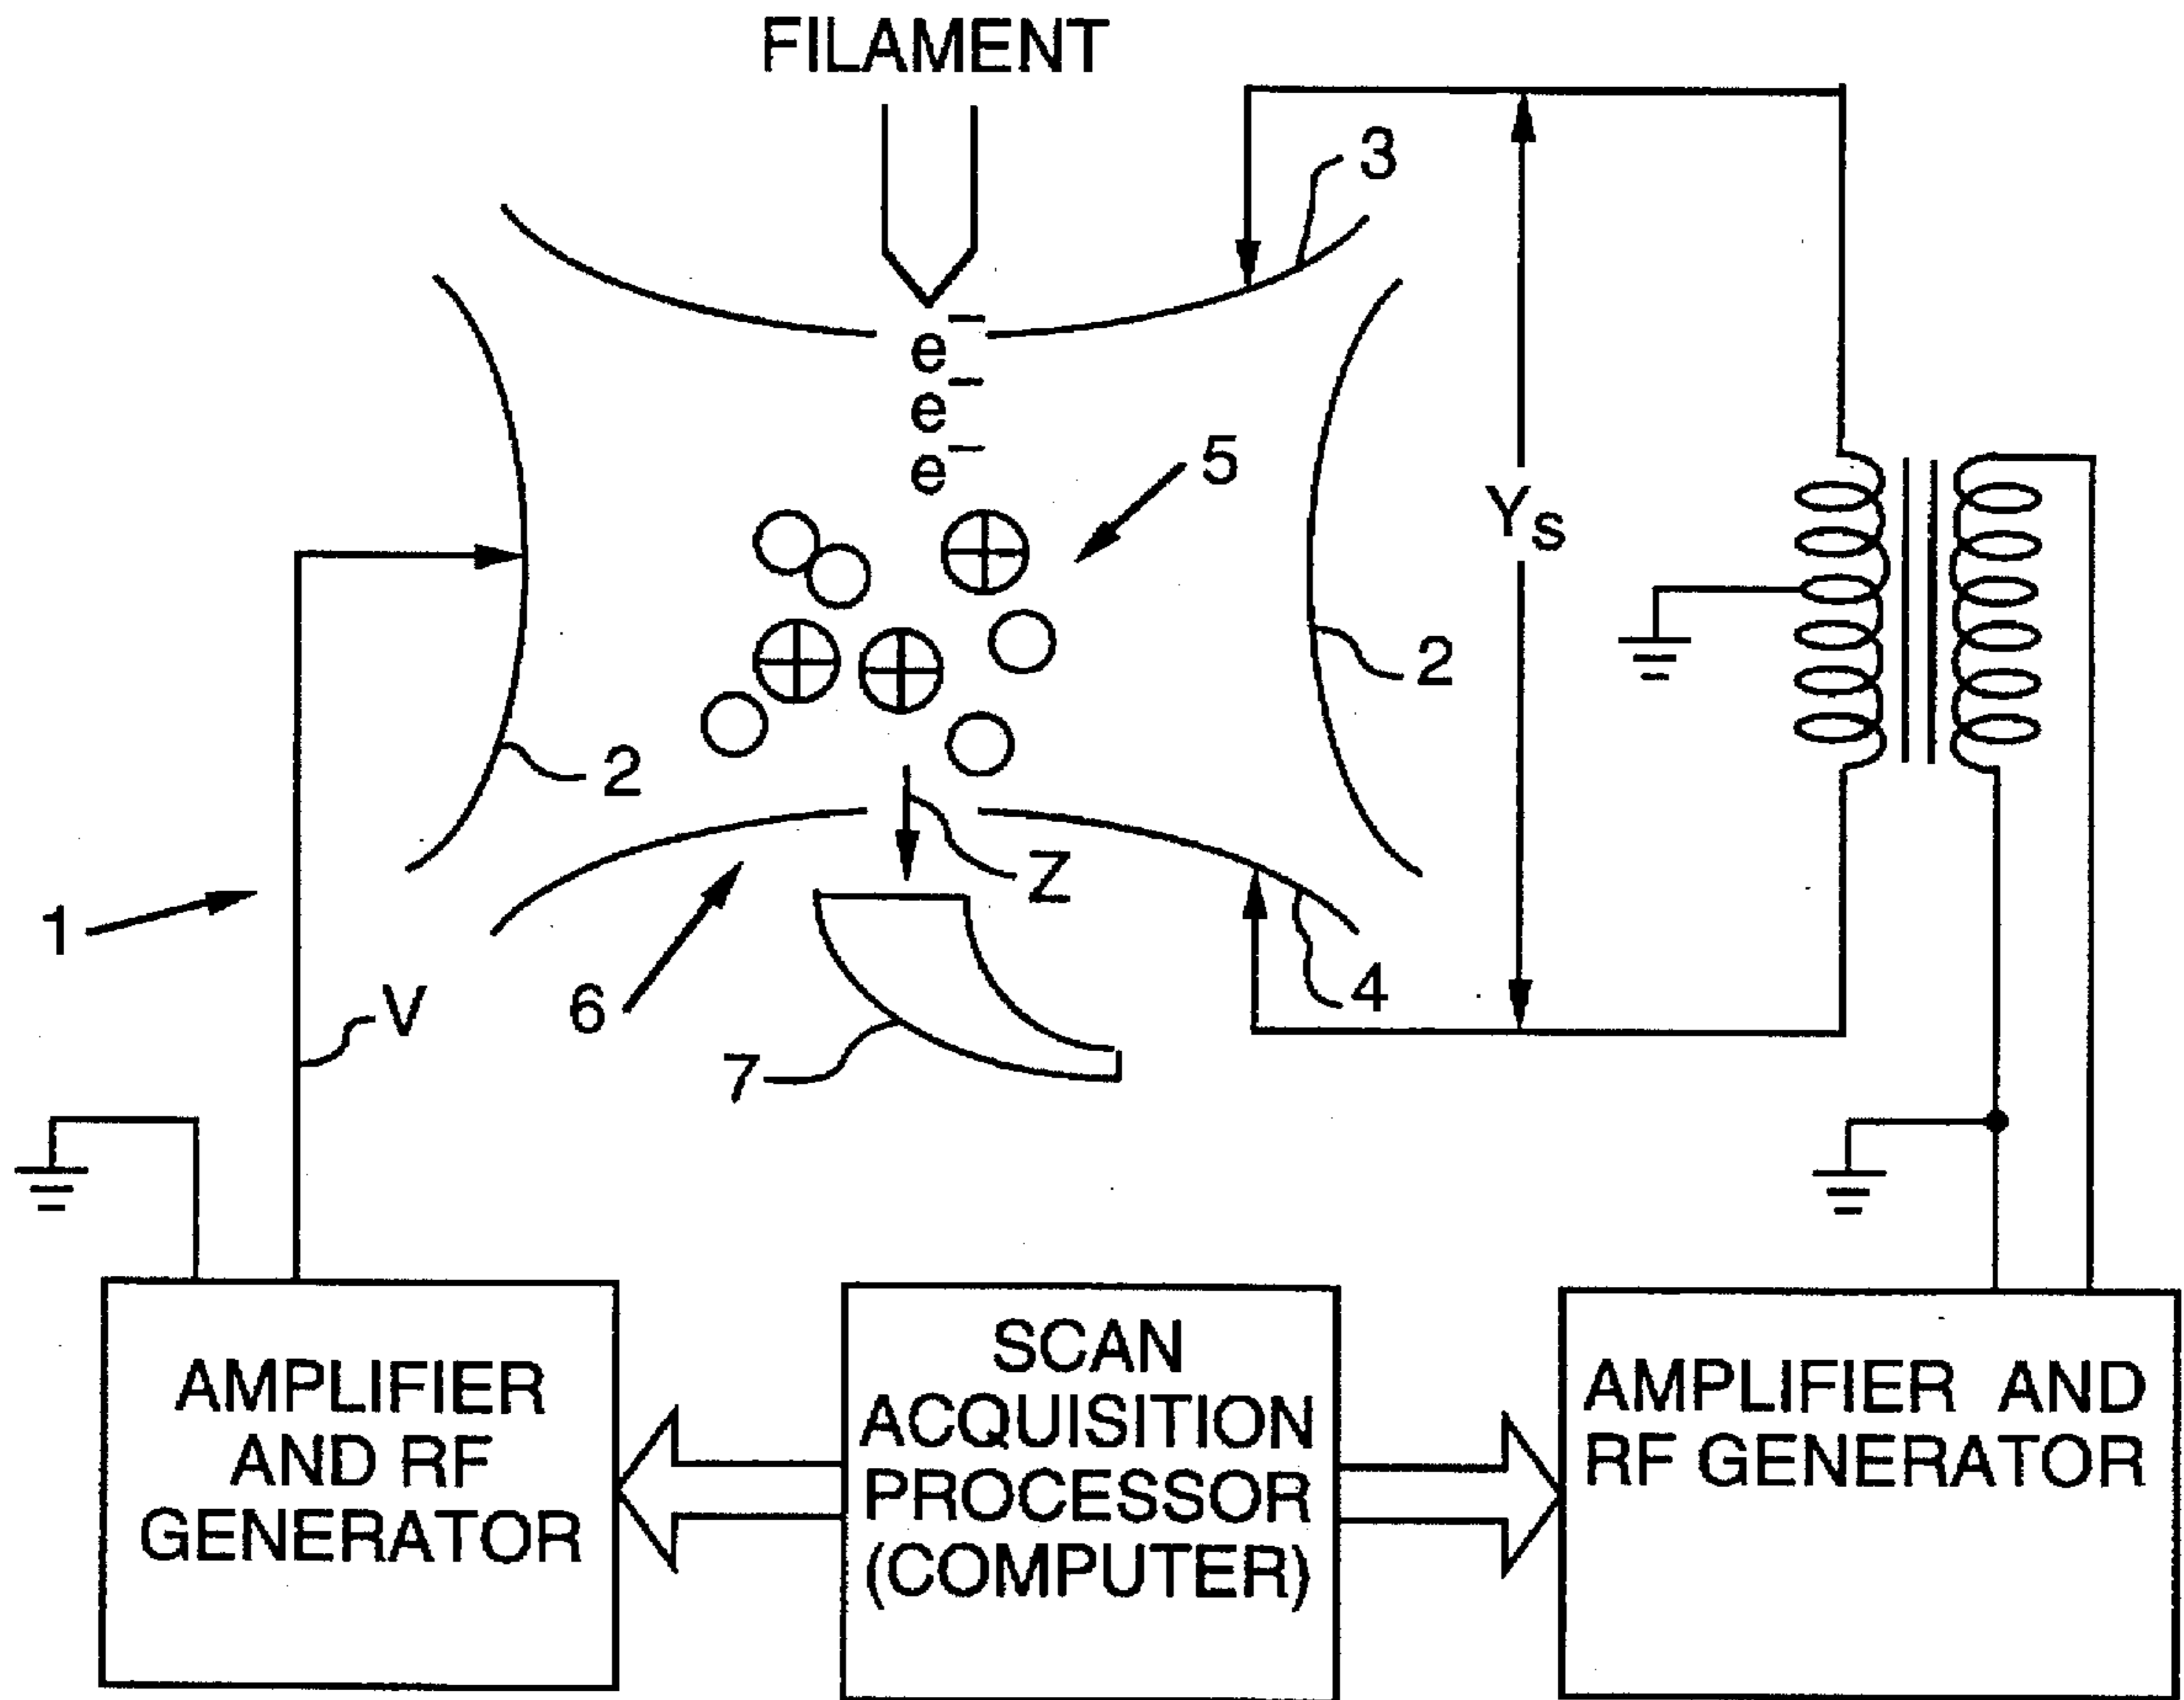 FILAMENT
3
e−
e−
e−
5
Ys
2
2
Z
1
V
6
4
7
AMPLIFIER
AND RF
GENERATOR
SCAN
ACQUISITION
PROCESSOR
(COMPUTER)
AMPLIFIER AND
RF GENERATOR